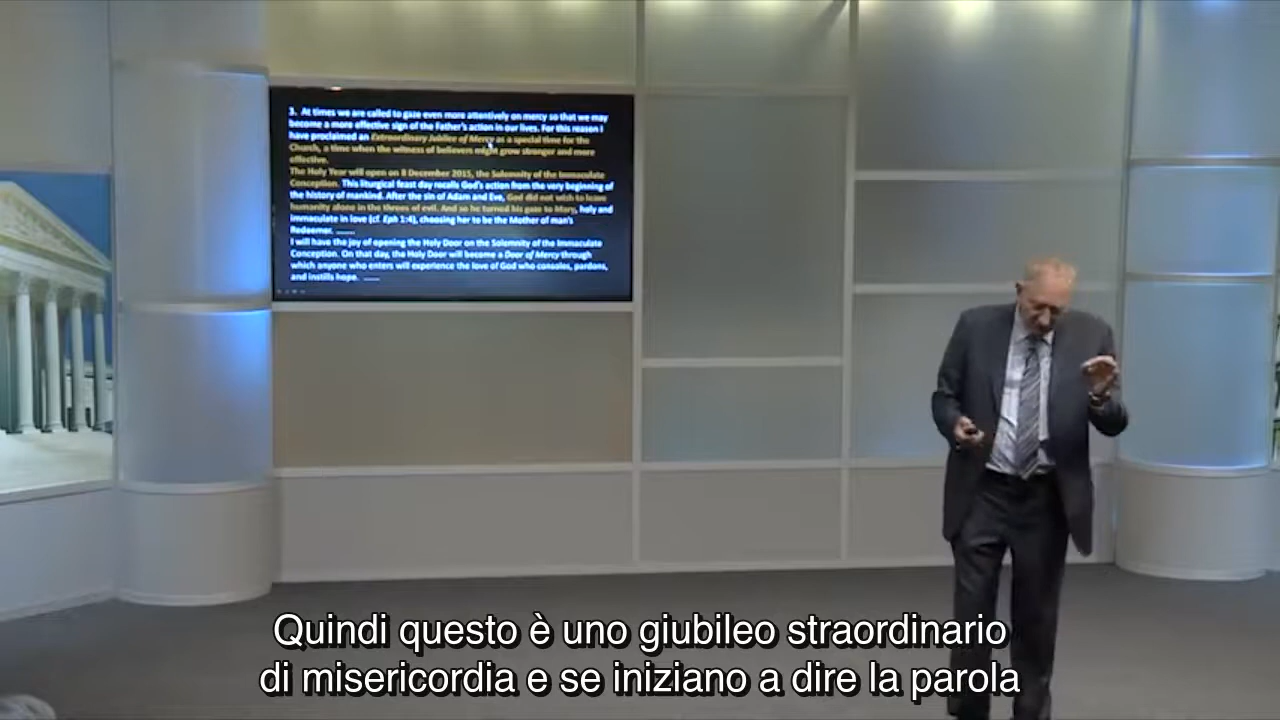 3. At times we are called to gaze even more attentively on mercy so that we may
become a more effective sign of the Father's action in our lives. For this reason I
have proclaimed an Extraordinary Jubilee of Mercy as a special time for the
Church, a time when the witness of believers might grow stronger and more
effective.
The Holy Year will open on 8 December 2015, the Solemnity of the Immaculate
Conception. This liturgical feast day recalls God's action from the very beginning of
the history of mankind. After the sin of Adam and Eve, God did not wish to leave
humanity alone in the throes of evil. And so he turned his gaze to Mary, holy and
immaculate in love (cf. Eph 1:4), choosing her to be the Mother of man's
Redeemer. ......
I will have the joy of opening the Holy Door on the Solemnity of the Immaculate
Conception. On that day, the Holy Door will become a Door of Mercy through
which anyone who enters will experience the love of God who consoles, pardons,
and instills hope. .....
Quindi questo è uno giubileo straordinario
di misericordia e se iniziano a dire la parola